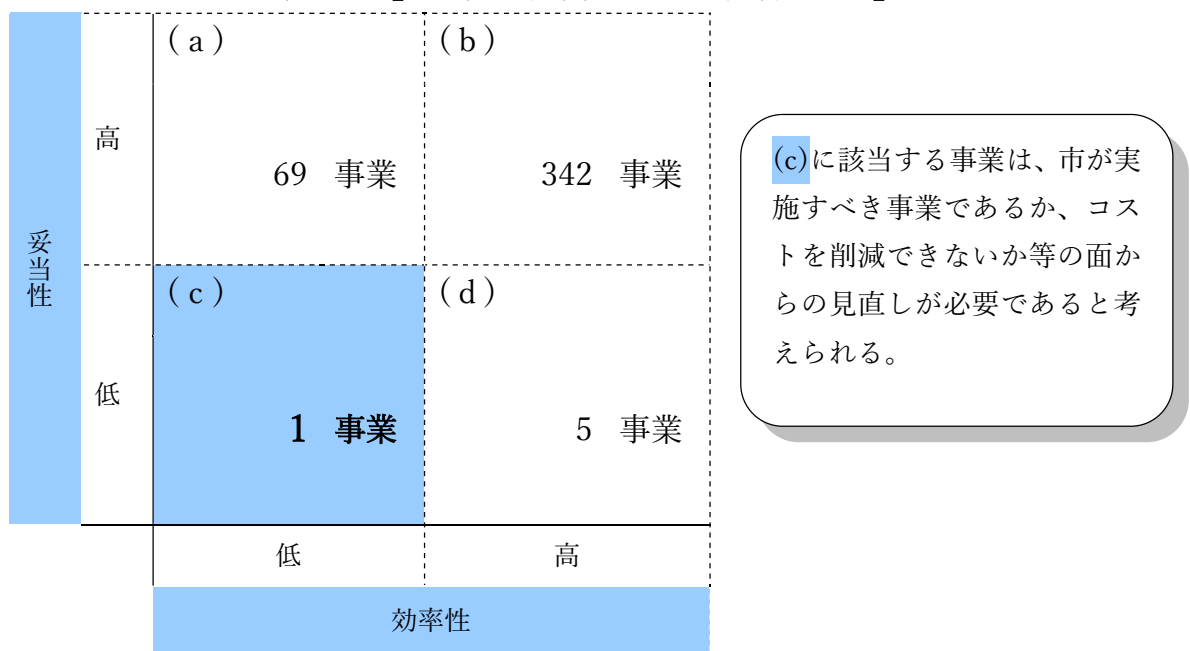 (a)
(b)
高
69 事業
342 事業
妥当性
(c)
(d)
低
1 事業
5 事業
低
高
効率性
(c)に該当する事業は、市が実
施すべき事業であるか、コス
トを削減できないか等の面か
らの見直しが必要であると考
えられる。